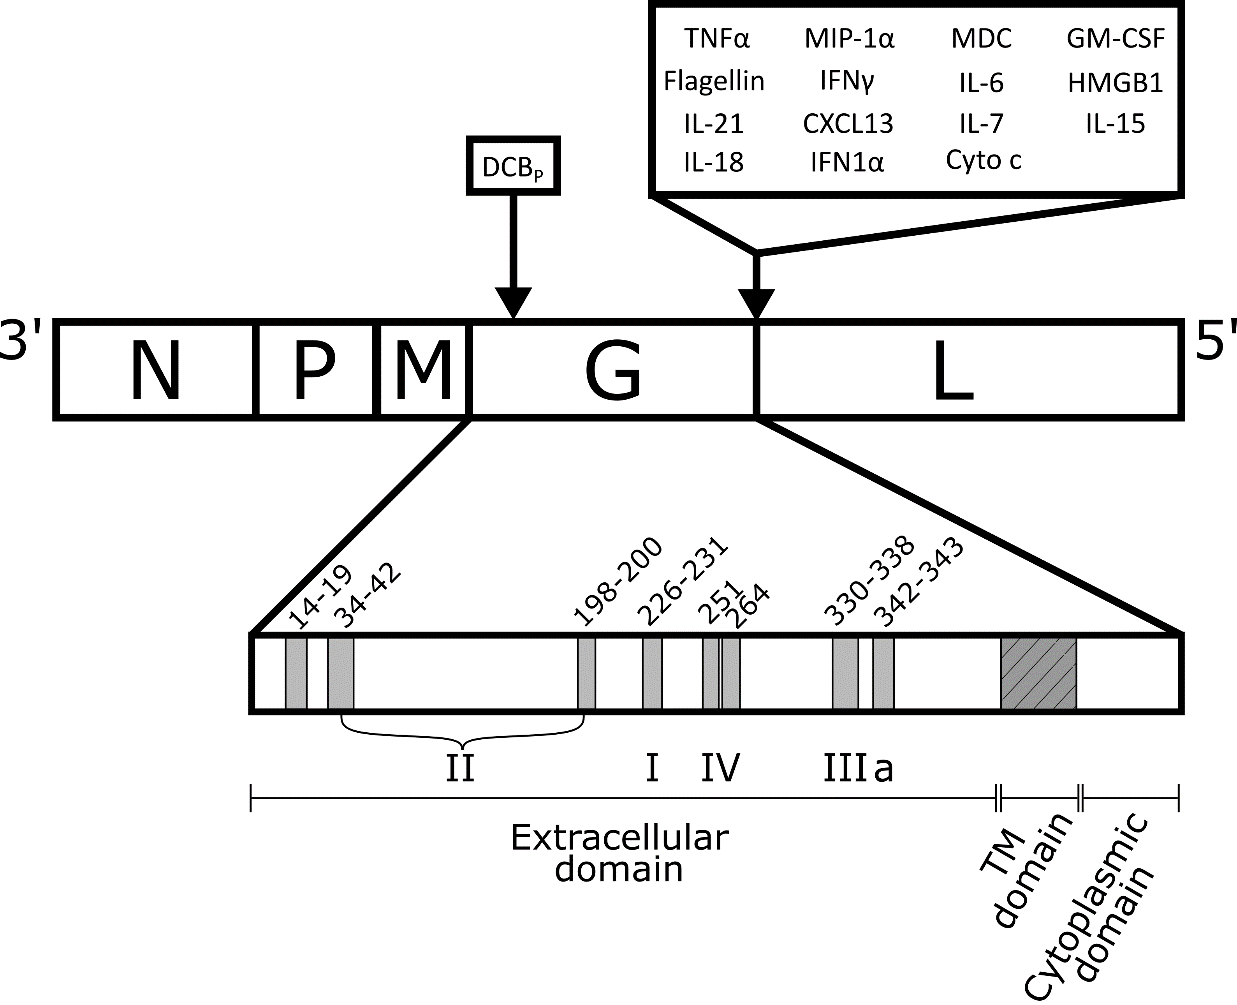 TNFα MIP-1α MDC GM-CSF
Flagellin IFNγ IL-6 HMGB1
IL-21 CXCL13 IL-7 IL-15
IL-18 IFN1α Cyto c
DCBP
3' N P M G L 5'
14-19 34-42 198-200 226-231 251 264 330-338 342-343
II I IV III a
Extracellular
domain
TM
domain
Cytoplasmic
domain